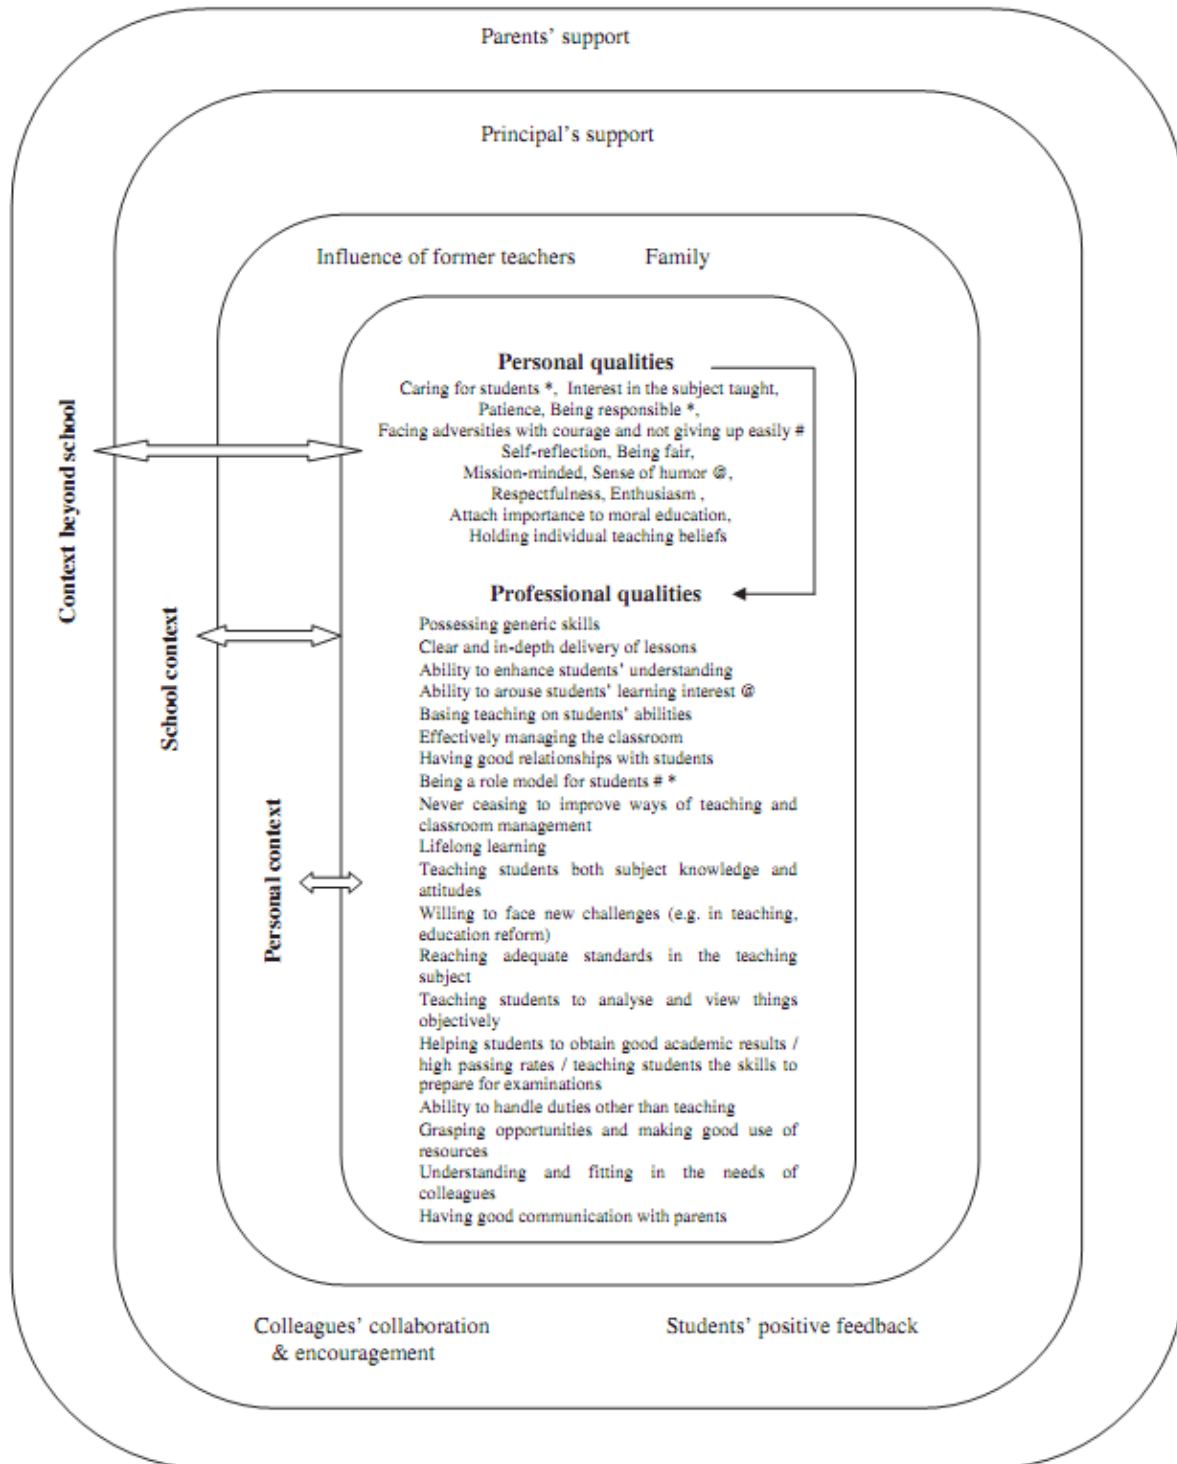 Parents’ support
Principal’s support
Influence of former teachers
Family
Personal qualities
Caring for students *, Interest in the subject taught,
Patience, Being responsible *,
Facing adversities with courage and not giving up easily #
Self-reflection, Being fair,
Mission-minded, Sense of humor @,
Respectfulness, Enthusiasm ,
Attach importance to moral education,
Holding individual teaching beliefs
Professional qualities
Possessing generic skills
Clear and in-depth delivery of lessons
Ability to enhance students’ understanding
Ability to arouse students’ learning interest @
Basing teaching on students’ abilities
Effectively managing the classroom
Having good relationships with students
Being a role model for students # *
Never ceasing to improve ways of teaching and
classroom management
Lifelong learning
Teaching students both subject knowledge and
attitudes
Willing to face new challenges (e.g. in teaching,
education reform)
Reaching adequate standards in the teaching
subject
Teaching students to analyse and view things
objectively
Helping students to obtain good academic results /
high passing rates / teaching students the skills to
prepare for examinations
Ability to handle duties other than teaching
Grasping opportunities and making good use of
resources
Understanding and fitting in the needs of
colleagues
Having good communication with parents
Context beyond school
School context
Personal context
Colleagues’ collaboration
& encouragement
Students’ positive feedback